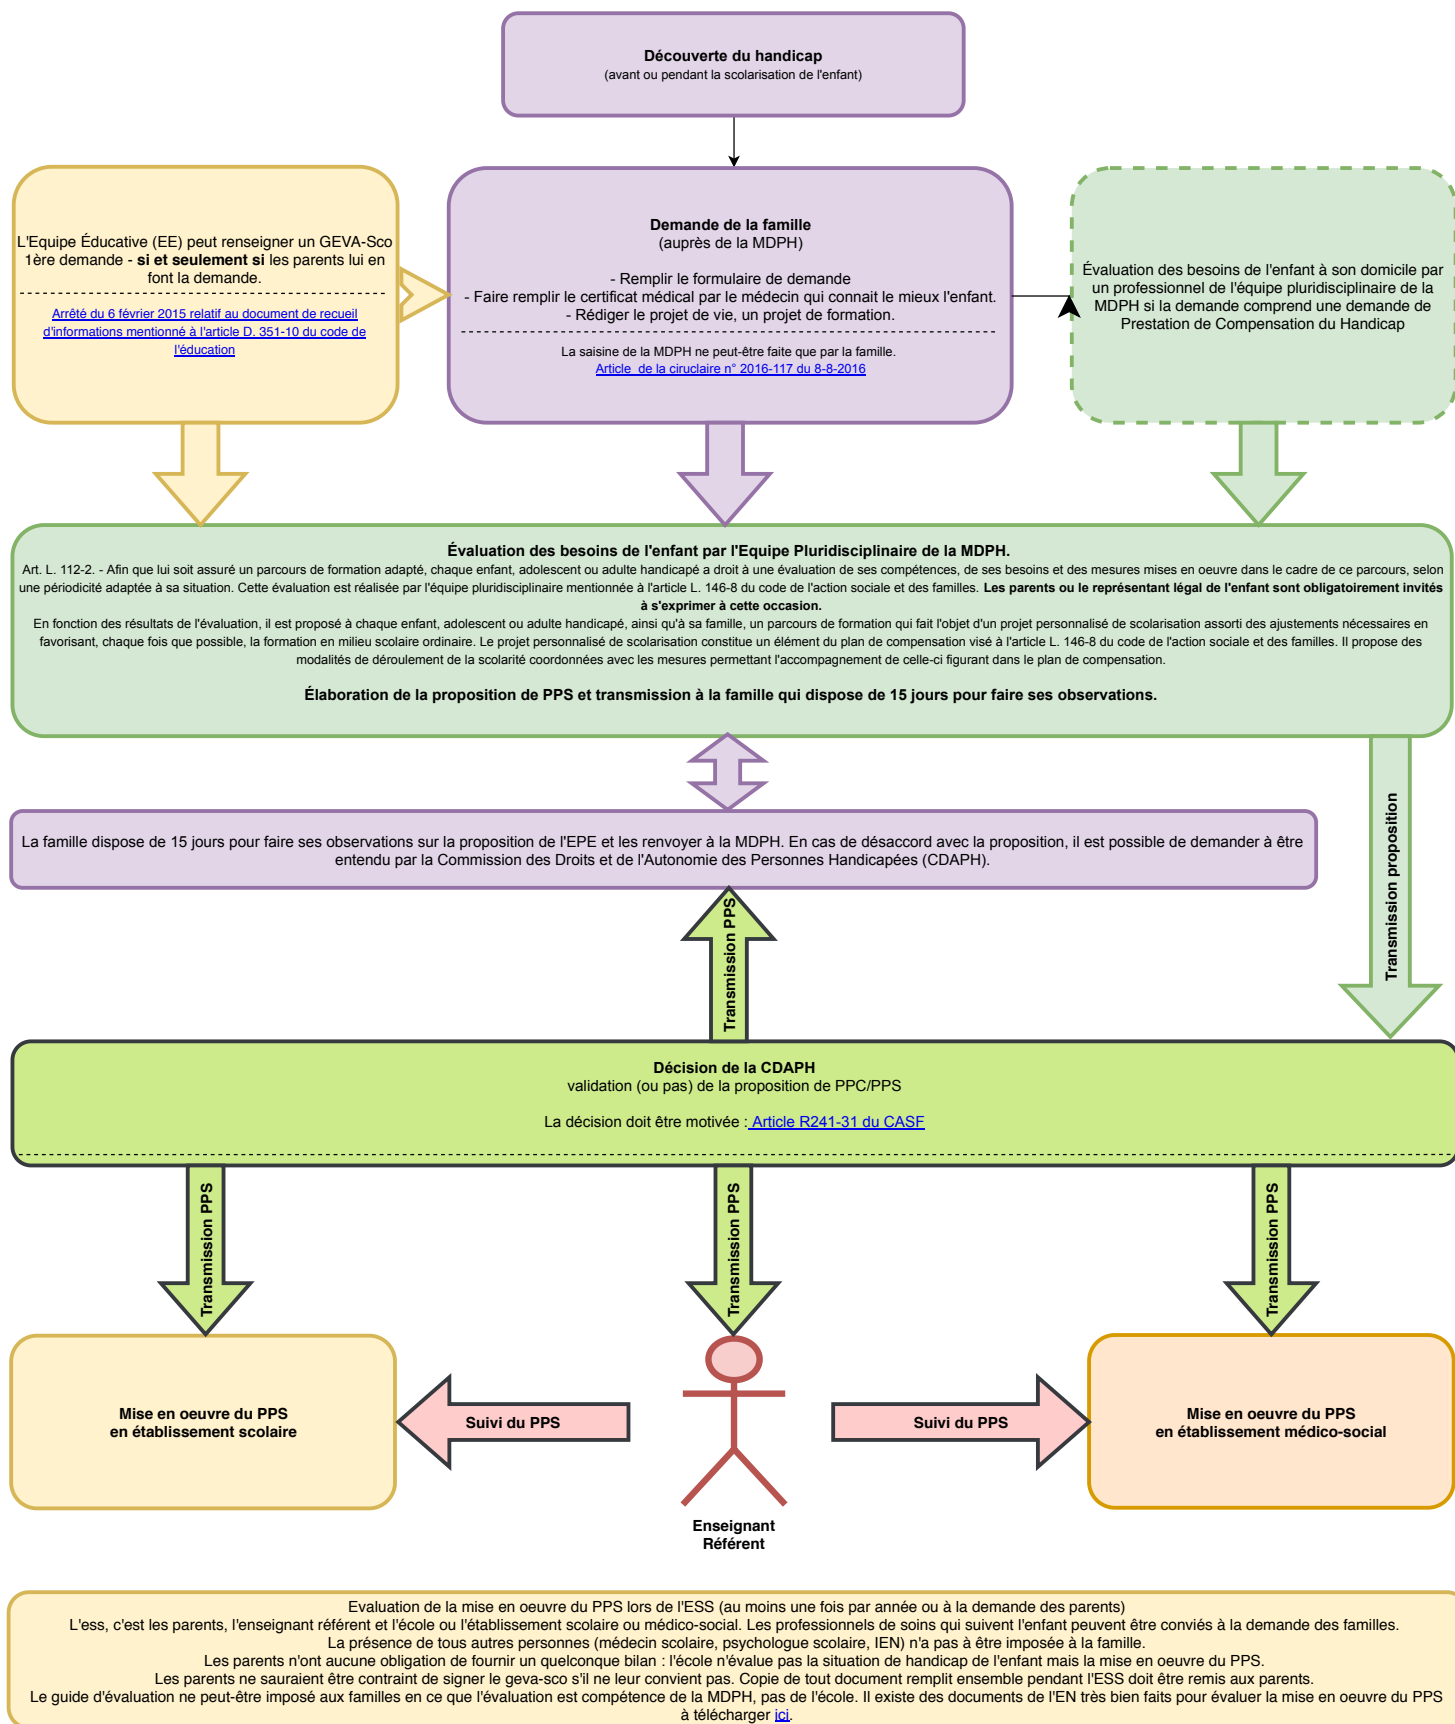 Découverte du handicap
(avant ou pendant la scolarisation de l'enfant)
L'Equipe Éducative (EE) peut renseigner un GEVA-Sco
1ère demande - si et seulement si les parents lui en
font la demande.
Arrêté du 6 février 2015 relatif au document de recueil
d'informations mentionné à l'article D. 351-10 du code de
l'éducation
Demande de la famille
(auprès de la MDPH)
- Remplir le formulaire de demande
- Faire remplir le certificat médical par le médecin qui connait le mieux l'enfant.
- Rédiger le projet de vie, un projet de formation.
La saisine de la MDPH ne peut-être faite que par la famille.
Article  de la ciruclaire n° 2016-117 du 8-8-2016
Évaluation des besoins de l'enfant à son domicile par
un professionnel de l'équipe pluridisciplinaire de la
MDPH si la demande comprend une demande de
Prestation de Compensation du Handicap
Évaluation des besoins de l'enfant par l'Equipe Pluridisciplinaire de la MDPH.
Art. L. 112-2. - Afin que lui soit assuré un parcours de formation adapté, chaque enfant, adolescent ou adulte handicapé a droit à une évaluation de ses compétences, de ses besoins et des mesures mises en oeuvre dans le cadre de ce parcours, selon
une périodicité adaptée à sa situation. Cette évaluation est réalisée par l'équipe pluridisciplinaire mentionnée à l'article L. 146-8 du code de l'action sociale et des familles. Les parents ou le représentant légal de l'enfant sont obligatoirement invités
à s'exprimer à cette occasion.
En fonction des résultats de l'évaluation, il est proposé à chaque enfant, adolescent ou adulte handicapé, ainsi qu'à sa famille, un parcours de formation qui fait l'objet d'un projet personnalisé de scolarisation assorti des ajustements nécessaires en
favorisant, chaque fois que possible, la formation en milieu scolaire ordinaire. Le projet personnalisé de scolarisation constitue un élément du plan de compensation visé à l'article L. 146-8 du code de l'action sociale et des familles. Il propose des
modalités de déroulement de la scolarité coordonnées avec les mesures permettant l'accompagnement de celle-ci figurant dans le plan de compensation.
Élaboration de la proposition de PPS et transmission à la famille qui dispose de 15 jours pour faire ses observations.
Transmission proposition
La famille dispose de 15 jours pour faire ses observations sur la proposition de l'EPE et les renvoyer à la MDPH. En cas de désaccord avec la proposition, il est possible de demander à être
entendu par la Commission des Droits et de l'Autonomie des Personnes Handicapées (CDAPH).
Transmission PPS
Décision de la CDAPH
validation (ou pas) de la proposition de PPC/PPS
La décision doit être motivée : Article R241-31 du CASF
Transmission PPS
Transmission PPS
Transmission PPS
Mise en oeuvre du PPS
en établissement scolaire
Suivi du PPS
Suivi du PPS
Mise en oeuvre du PPS
en établissement médico-social
Enseignant
Référent
Evaluation de la mise en oeuvre du PPS lors de l'ESS (au moins une fois par année ou à la demande des parents)
L'ess, c'est les parents, l'enseignant référent et l'école ou l'établissement scolaire ou médico-social. Les professionnels de soins qui suivent l'enfant peuvent être conviés à la demande des familles.
La présence de tous autres personnes (médecin scolaire, psychologue scolaire, IEN) n'a pas à être imposée à la famille.
Les parents n'ont aucune obligation de fournir un quelconque bilan : l'école n'évalue pas la situation de handicap de l'enfant mais la mise en oeuvre du PPS.
Les parents ne sauraient être contraint de signer le geva-sco s'il ne leur convient pas. Copie de tout document remplit ensemble pendant l'ESS doit être remis aux parents.
Le guide d'évaluation ne peut-être imposé aux familles en ce que l'évaluation est compétence de la MDPH, pas de l'école. Il existe des documents de l'EN très bien faits pour évaluer la mise en oeuvre du PPS
à télécharger ici.